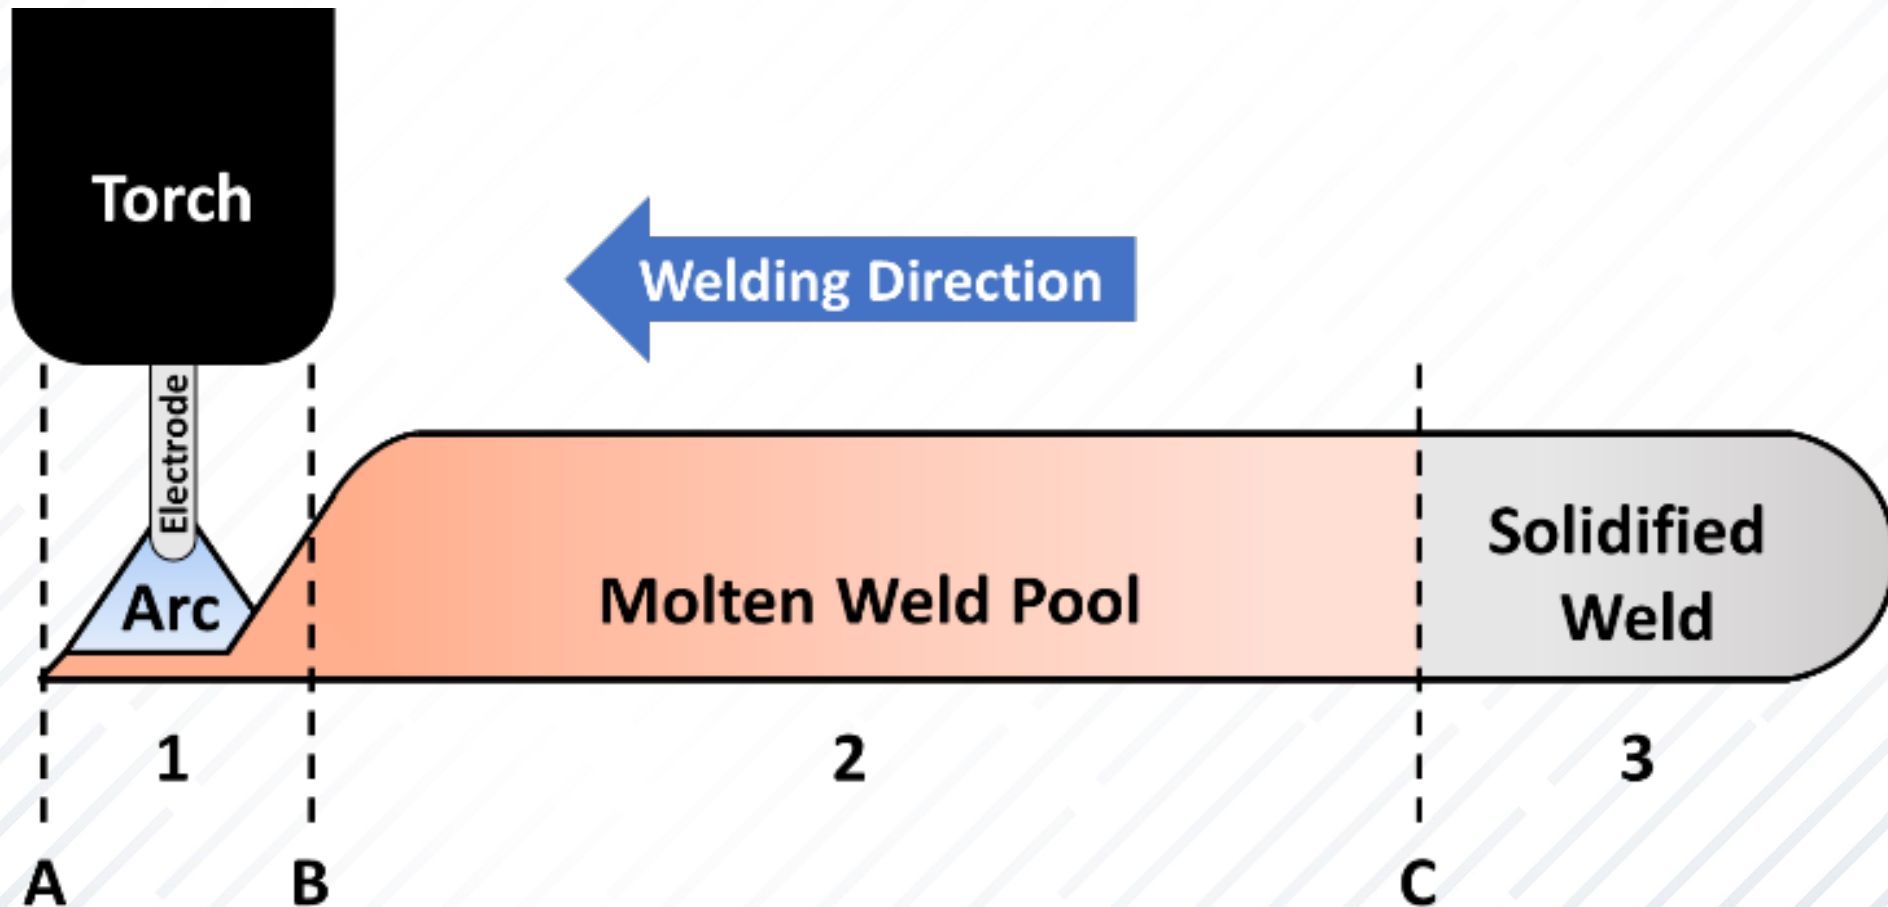 Torch
Welding Direction
Electrode
Arc
Molten Weld Pool
Solidified
Weld
1
2
3
A
B
C